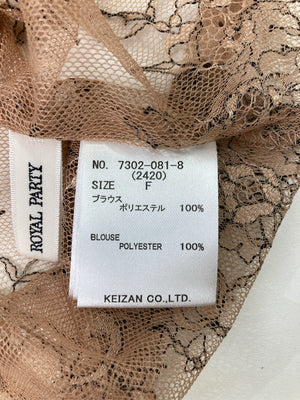 ROYAL PARTY
NO. 7302-081-8
(2420)
SIZE F
ブラウス
ポリエステル 100%
BLOUSE
POLYESTER 100%
KEIZAN CO.,LTD.